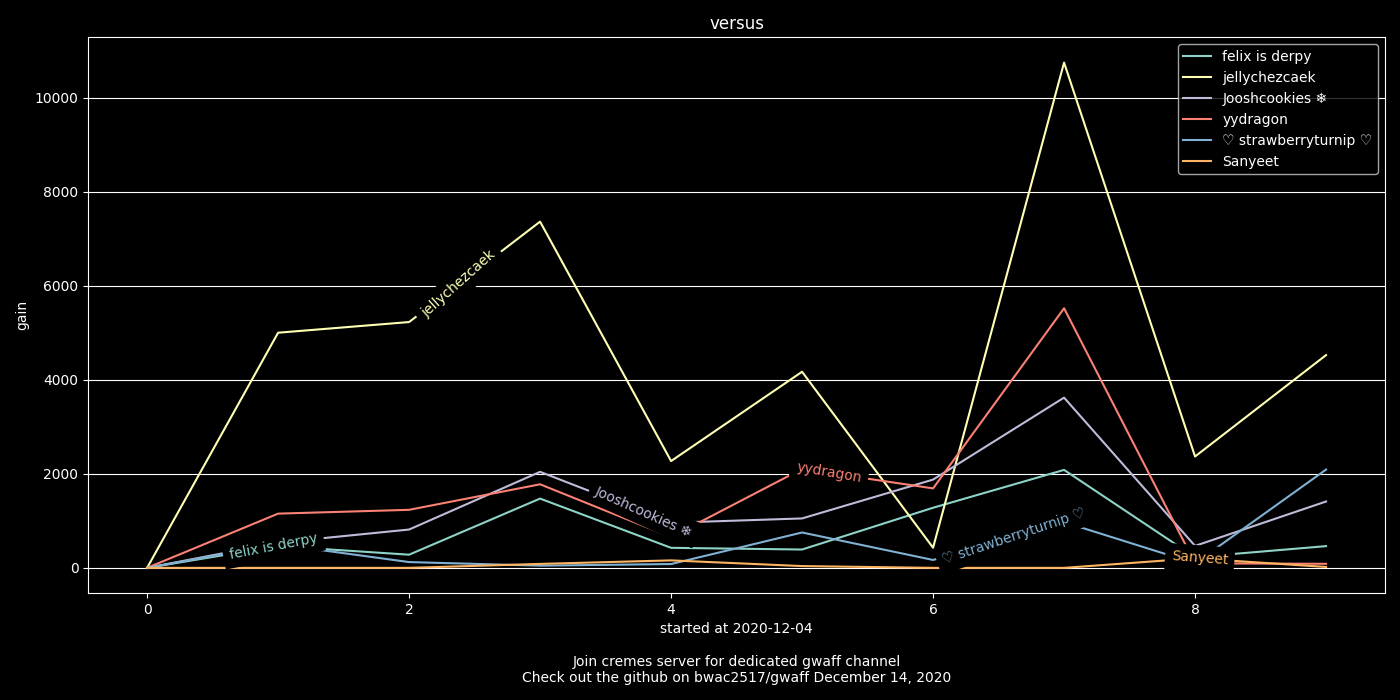 versus
felix is derpy
jellychezcaek
Jooshcookies ❄
yydragon
♡ strawberryturnip ♡
Sanyeet
10000
8000
6000
4000
2000
0
gain
jellychezcaek
yydragon
Jooshcookies ❄
felix is derpy
♡ strawberryturnip ♡
Sanyeet
0 2 4 6 8
started at 2020-12-04
Join cremes server for dedicated gwaff channel
Check out the github on bwac2517/gwaff December 14, 2020